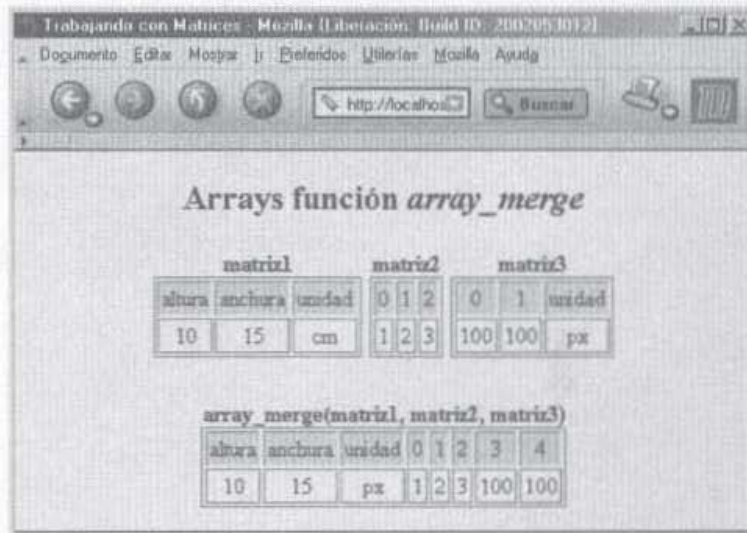 Trabajando con Matrices - Mozilla {Liberación: Build ID: 2002053012}
Documento Editar Mostrar Ir Preferidos Utilerías Mozilla Ayuda
http://localhos Buscar
Arrays función array_merge
matriz1 matriz2 matriz3
altura anchura unidad 0 1 2 0 1 unidad
10 15 cm 1 2 3 100 100 px
array_merge(matriz1, matriz2, matriz3)
altura anchura unidad 0 1 2 3 4
10 15 px 1 2 3 100 100